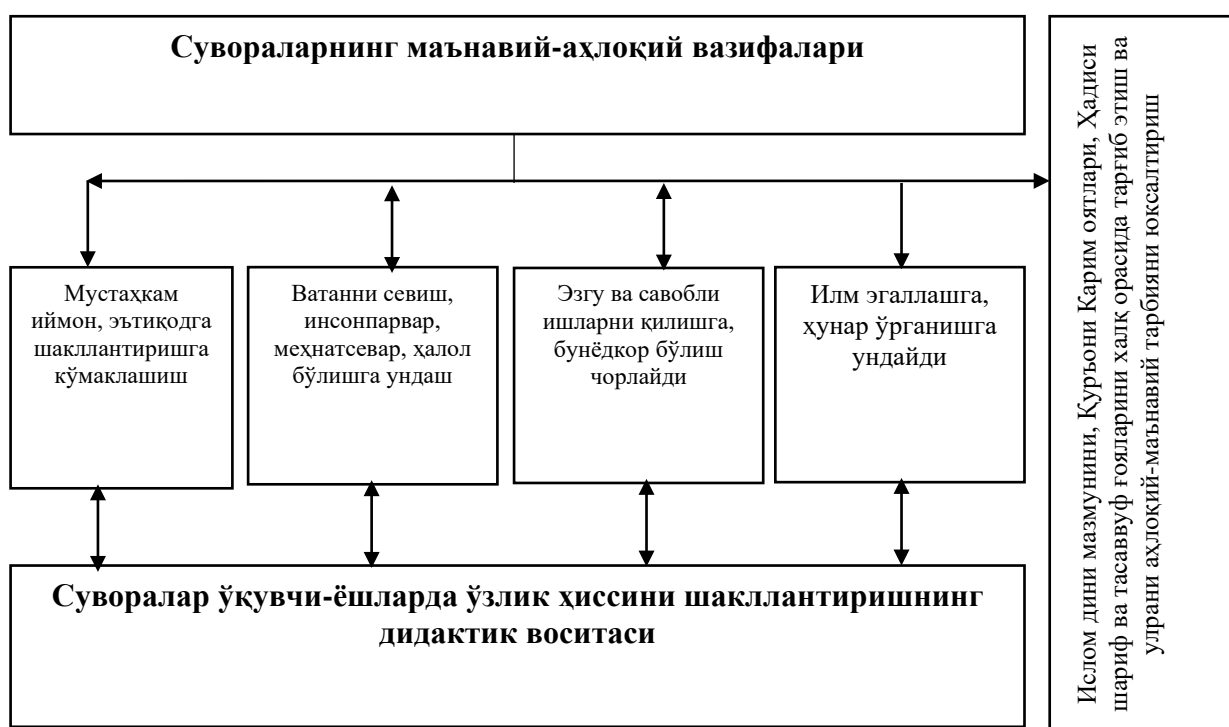 Сувораларнинг маънавий-аҳлоқий вазифалари
Мустаҳкам
иймон, эътиқодга
шакллантиришга
кўмаклашиш
Ватанни севиш,
инсонпарвар,
меҳнатсевар, ҳалол
бўлишга ундаш
Эзгу ва савобли
ишларни қилишга,
бунёдкор бўлиш
чорлайди
Илм эгаллашга,
ҳунар ўрганишга
ундайди
Суворалар ўқувчи-ёшларда ўзлик ҳиссини шакллантиришнинг
дидактик воситаси
Ислом дини мазмунини, Қуръони Карим оятлари, Ҳадиси
шариф ва тасаввуф ғояларини халқ орасида тарғиб этиш ва
улрани аҳлоқий-маънавий тарбияни юксалтириш